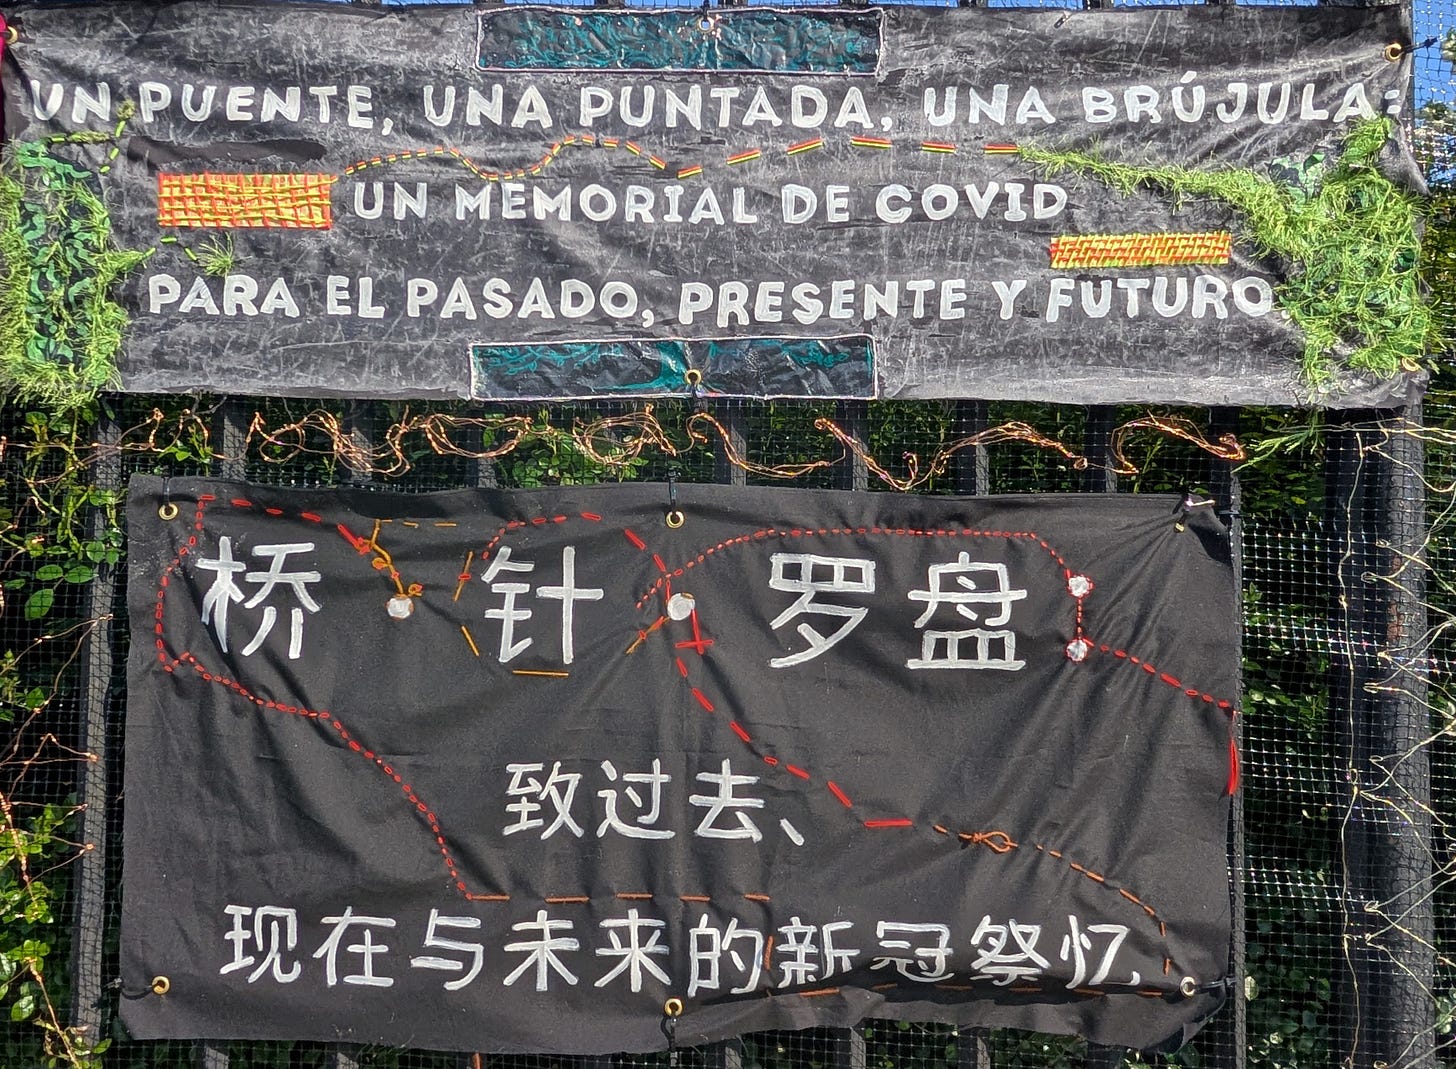 UN PUENTE, UNA PUNTADA, UNA BRÚJULA:
UN MEMORIAL DE COVID
PARA EL PASADO, PRESENTE Y FUTURO.
桥 针 罗盘
致过去、
现在与未来的新冠祭忆